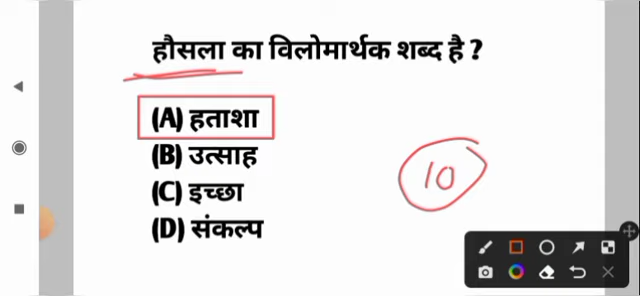 हौसला का विलोमार्थक शब्द है ?
(A) हताशा
(B) उत्साह
(C) इच्छा
(D) संकल्प
10